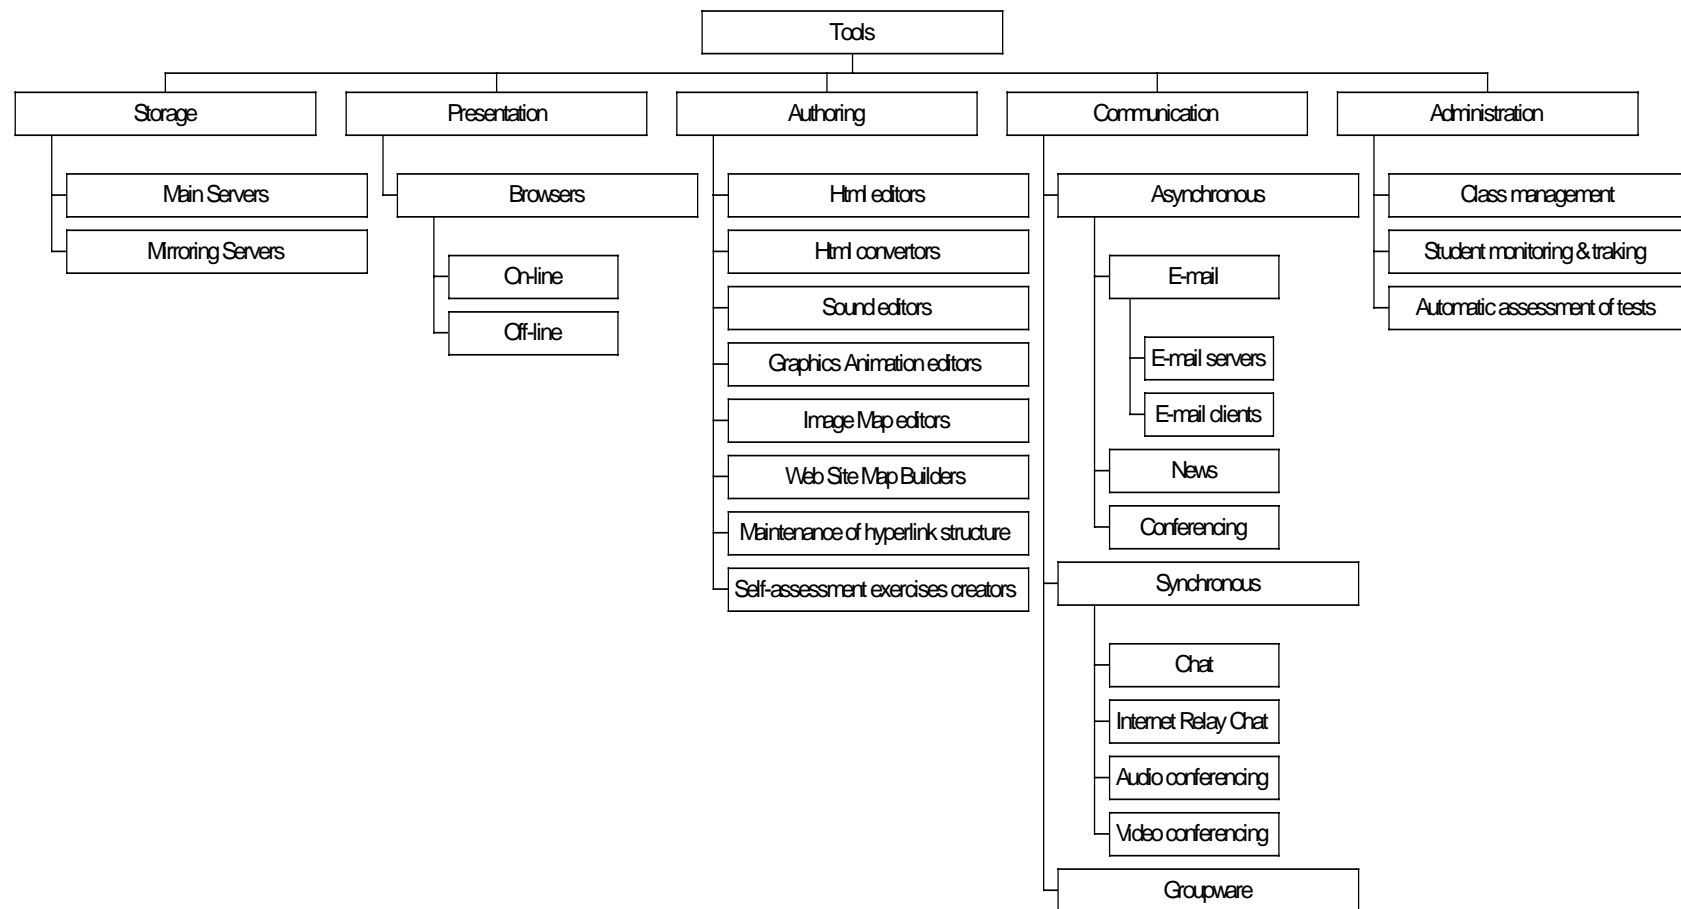 Tools
Storage
Presentation
Authoring
Communication
Administration
Main Servers
Mirroring Servers
Browsers
On-line
Off-line
Html editors
Html convertors
Sound editors
Graphics Animation editors
Image Map editors
Web Site Map Builders
Maintenance of hyperlink structure
Self-assessment exercises creators
Asynchronous
E-mail
E-mail servers
E-mail clients
News
Conferencing
Synchronous
Chat
Internet Relay Chat
Audio conferencing
Video conferencing
Groupware
Class management
Student monitoring & traking
Automatic assessment of tests